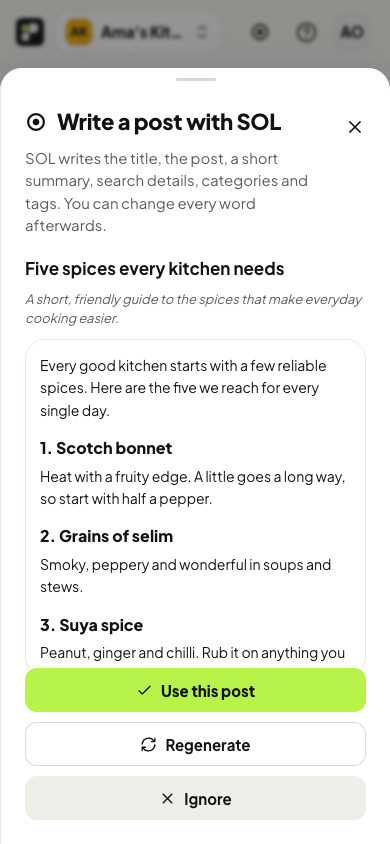 AK Ama's Kit... AO
Write a post with SOL
SOL writes the title, the post, a short
summary, search details, categories and
tags. You can change every word
afterwards.
Five spices every kitchen needs
A short, friendly guide to the spices that make everyday
cooking easier.
Every good kitchen starts with a few reliable
spices. Here are the five we reach for every
single day.
1. Scotch bonnet
Heat with a fruity edge. A little goes a long way,
so start with half a pepper.
2. Grains of selim
Smoky, peppery and wonderful in soups and
stews.
3. Suya spice
Peanut, ginger and chilli. Rub it on anything you
Use this post
Regenerate
Ignore